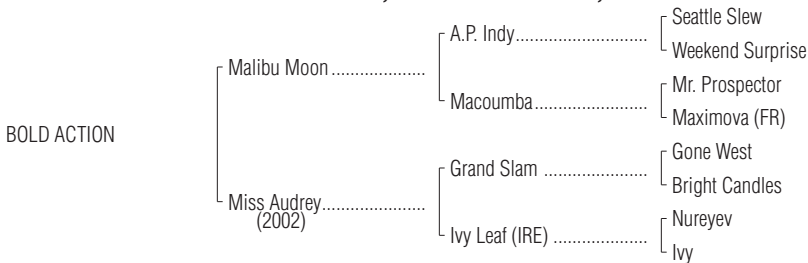 Seattle Slew
A.P. Indy
Weekend Surprise
Malibu Moon
Mr. Prospector
Macoumba
Maximova (FR)
BOLD ACTION
Gone West
Grand Slam
Bright Candles
Miss Audrey
(2002)
Nureyev
Ivy Leaf (IRE)
Ivy